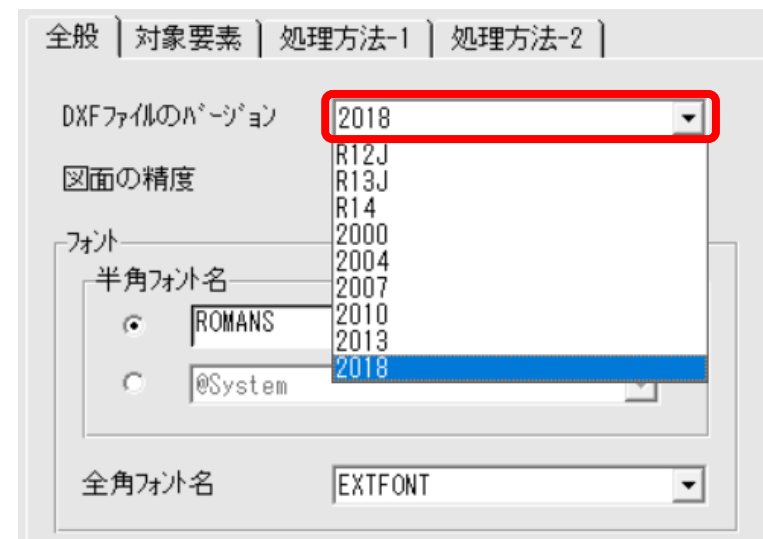 全般 対象要素 処理方法-1 処理方法-2
DXFﾌｧｲﾙのﾊﾞｰｼﾞｮﾝ 2018
R12J
図面の精度 R13J
R14
2000
ﾌｫﾝﾄ
2004
半角ﾌｫﾝﾄ名 2007
ROMANS 2010
2013
2018
@System
全角ﾌｫﾝﾄ名 EXTFONT